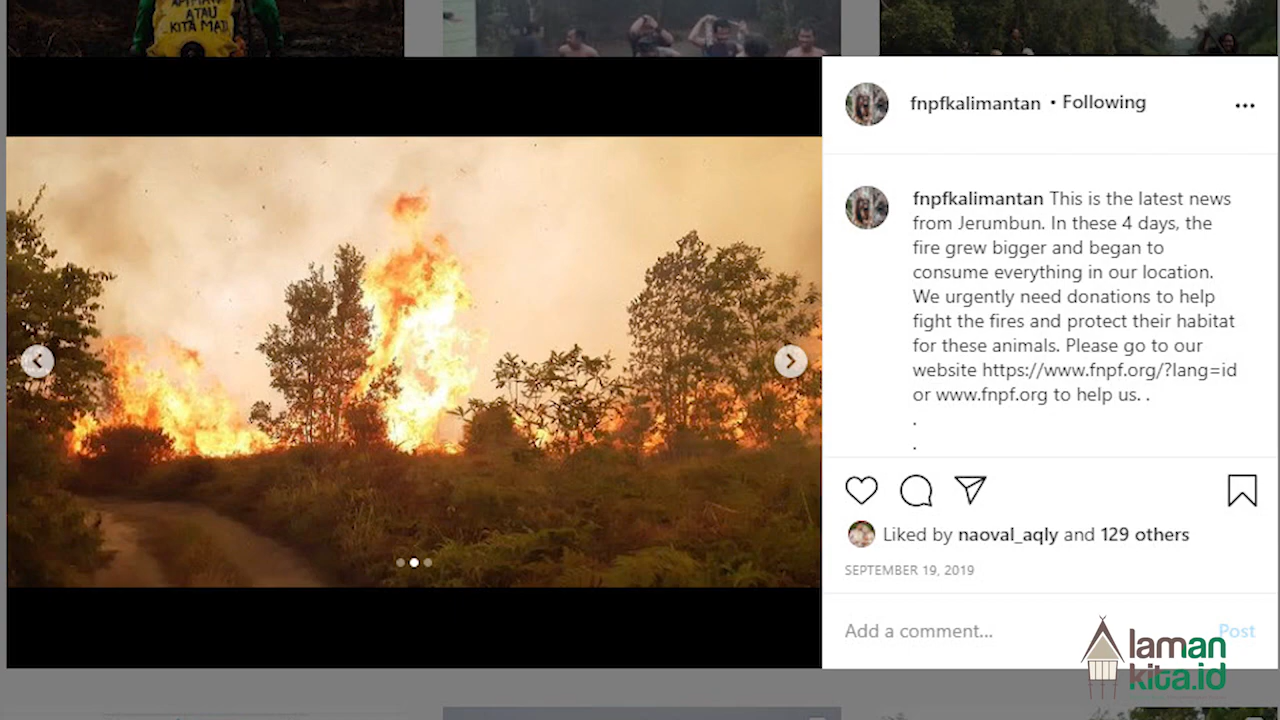 ATAU
KITA MATI
fnpfkalimantan • Following
fnpfkalimantan This is the latest news
from Jerumbun. In these 4 days, the
fire grew bigger and began to
consume everything in our location.
We urgently need donations to help
fight the fires and protect their habitat
for these animals. Please go to our
website https://www.fnpf.org/?lang=id
or www.fnpf.org to help us. .
.
.
Liked by naoval_aqly and 129 others
SEPTEMBER 19, 2019
Add a comment...
Post
laman
kita.id